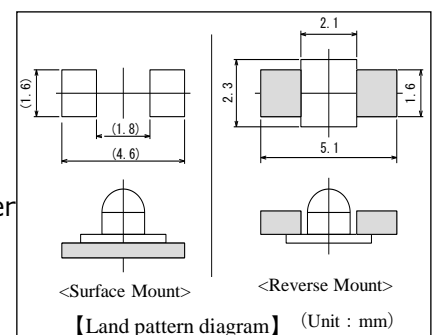 2.1
(1.6)
2.3
1.6
(1.8)
(4.6)
5.1
er
<Surface Mount>
<Reverse Mount>
【Land pattern diagram】 (Unit : mm)